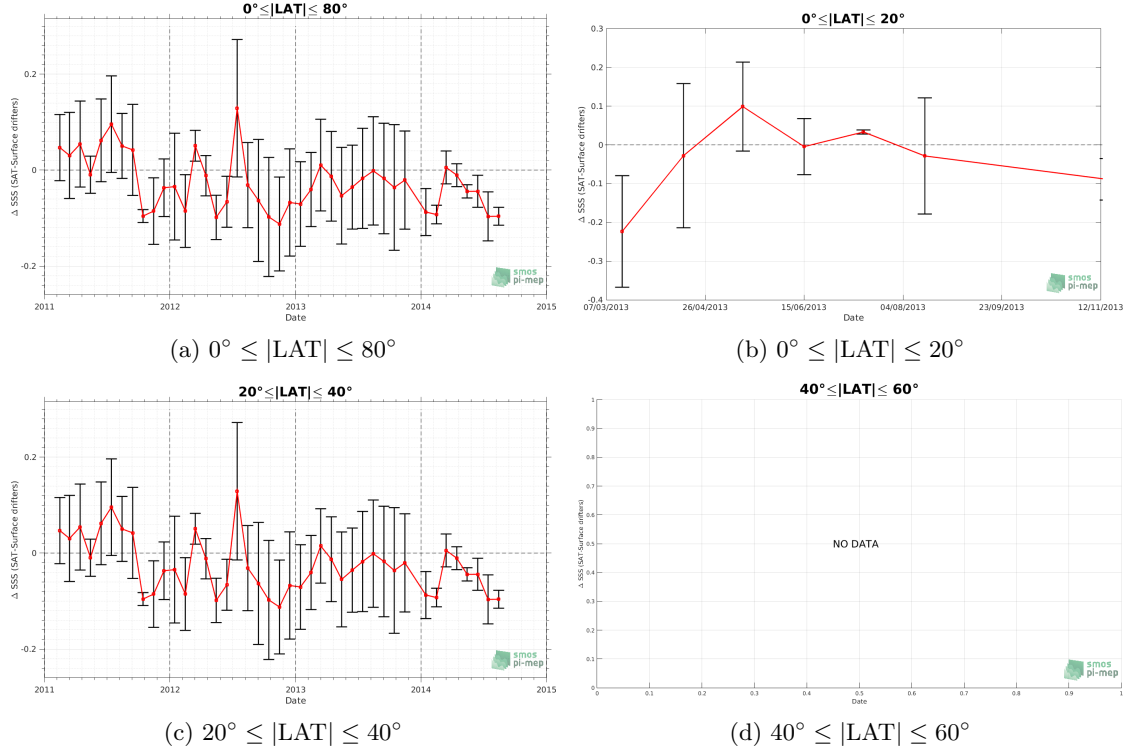 0°≤|LAT|≤ 80°
Δ SSS (SAT-Surface drifters)
0.2
0
-0.2
2011 2012 2013 2014 2015
Date
smos
pi-mep
(a) 0° ≤ |LAT| ≤ 80°
0°≤|LAT|≤ 20°
Δ SSS (SAT-Surface drifters)
0.3
0.2
0.1
0
-0.1
-0.2
-0.3
-0.4
07/03/2013 26/04/2013 15/06/2013 04/08/2013 23/09/2013 12/11/2013
Date
smos
pi-mep
(b) 0° ≤ |LAT| ≤ 20°
20°≤|LAT|≤ 40°
Δ SSS (SAT-Surface drifters)
0.2
0
-0.2
2011 2012 2013 2014 2015
Date
smos
pi-mep
(c) 20° ≤ |LAT| ≤ 40°
40°≤|LAT|≤ 60°
Δ SSS (SAT-Surface drifters)
1
0.9
0.8
0.7
0.6
0.5
0.4
0.3
0.2
0.1
0
NO DATA
0 0.1 0.2 0.3 0.4 0.5 0.6 0.7 0.8 0.9 1
Date
smos
pi-mep
(d) 40° ≤ |LAT| ≤ 60°